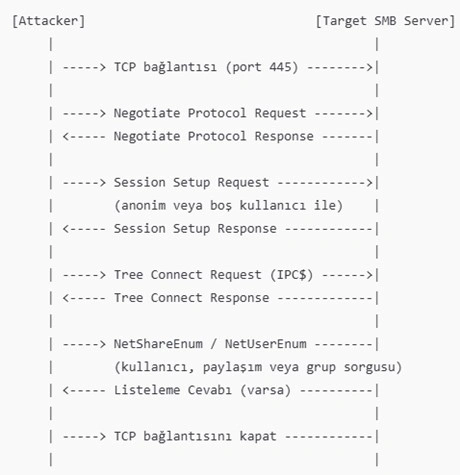 [Attacker]                                [Target SMB Server]
     |                                            |
     | -----> TCP bağlantısı (port 445) -------->|
     |                                            |
     | -----> Negotiate Protocol Request ------->|
     | <----- Negotiate Protocol Response -------|
     |                                            |
     | -----> Session Setup Request ------------>|
     |        (anonim veya boş kullanıcı ile)    |
     | <----- Session Setup Response ------------|
     |                                            |
     | -----> Tree Connect Request (IPC$) ------>|
     | <----- Tree Connect Response -------------|
     |                                            |
     | -----> NetShareEnum / NetUserEnum --------|
     |        (kullanıcı, paylaşım veya grup sorgusu)
     | <----- Listeleme Cevabı (varsa) ----------|
     |                                            |
     | -----> TCP bağlantısını kapat ------------|
     |                                            |